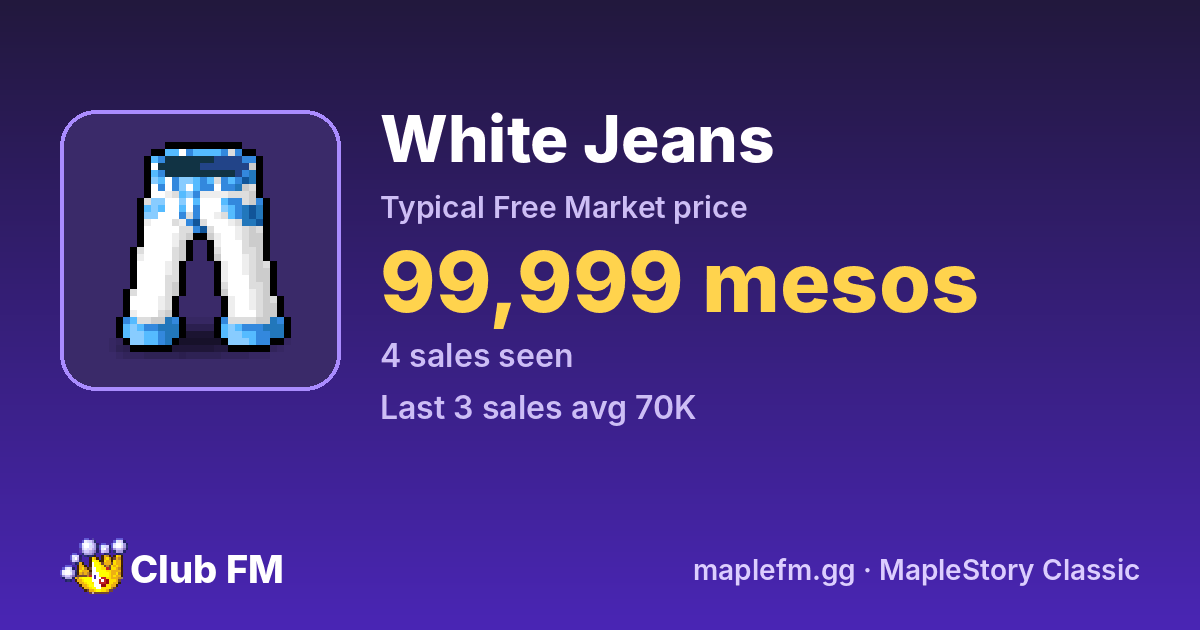 White Jeans
Typical Free Market price
99,999 mesos
4 sales seen
Last 3 sales avg 70K
Club FM
maplefm.gg · MapleStory Classic